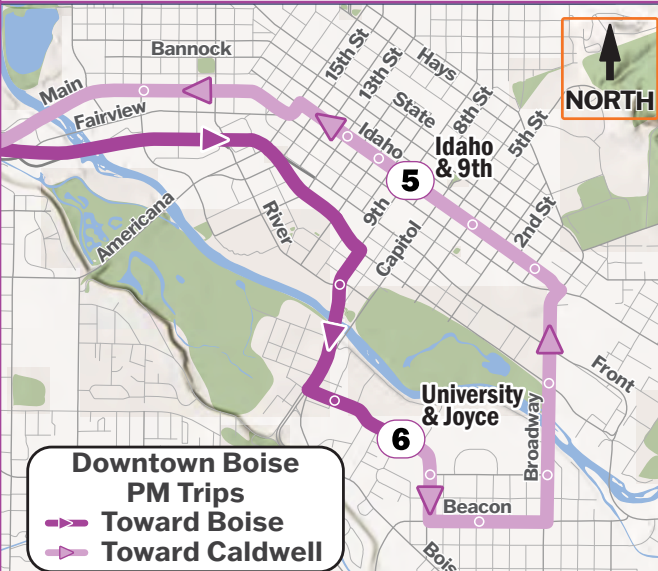 Bannock
15th St
13th St
Hays
NORTH
Main
Fairview
State
8th St
5th St
Idaho
Idaho
& 9th
5
Americana
River
9th
Capitol
2nd St
Front
University
& Joyce
6
Broadway
Beacon
Bois
Downtown Boise
PM Trips
Toward Boise
Toward Caldwell